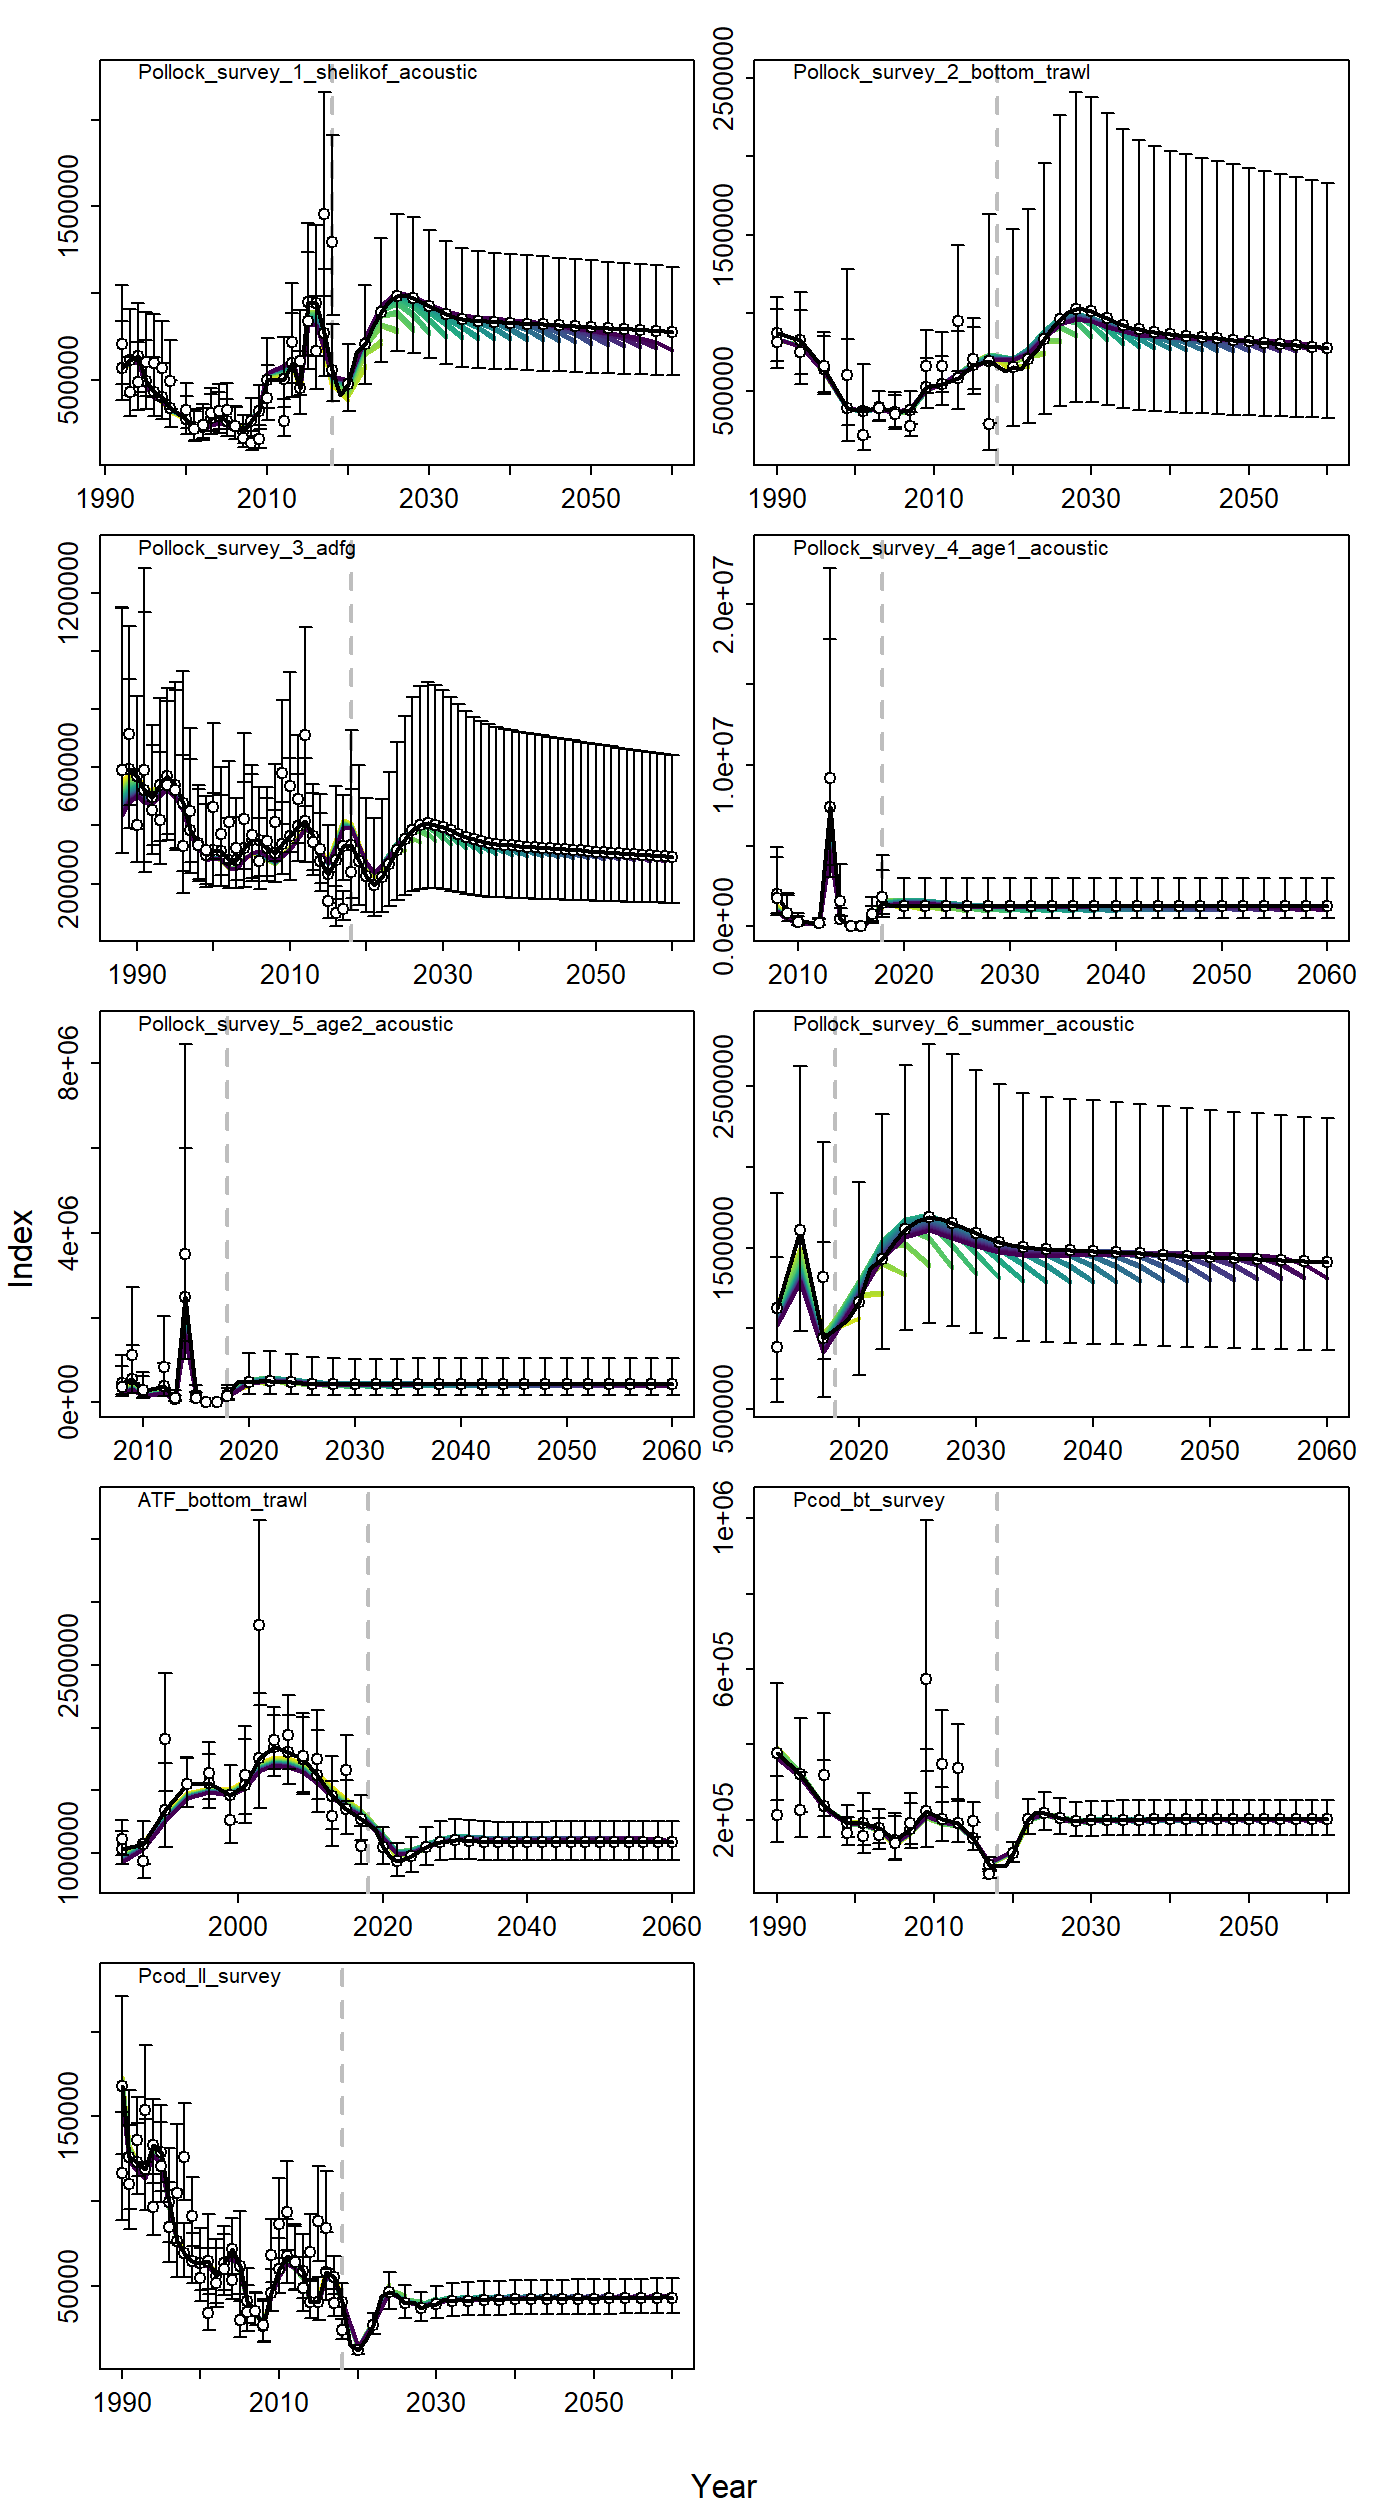 Pollock_survey_1_shelikof_acoustic
500000 1500000
1990 2010 2030 2050
Pollock_survey_2_bottom_trawl
500000 1500000 2500000
1990 2010 2030 2050
Pollock_survey_3_adfg
200000 600000 1200000
1990 2010 2030 2050
Pollock_survey_4_age1_acoustic
0.0e+00 1.0e+07 2.0e+07
2010 2020 2030 2040 2050 2060
Pollock_survey_5_age2_acoustic
0e+00 4e+06 8e+06
2010 2020 2030 2040 2050 2060
Pollock_survey_6_summer_acoustic
500000 1500000 2500000
2020 2030 2040 2050 2060
Index
ATF_bottom_trawl
1000000 2500000
2000 2020 2040 2060
Pcod_bt_survey
2e+05 6e+05 1e+06
1990 2010 2030 2050
Pcod_ll_survey
50000 150000
1990 2010 2030 2050
Year